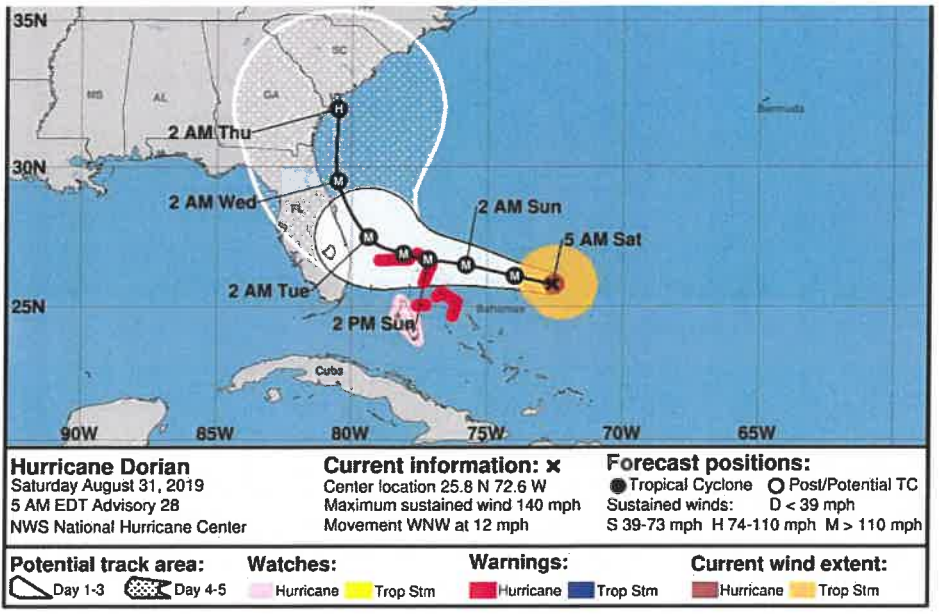 35N
SC
MS
AL
GA
Bermuda
2 AM Thu
H
30N
M
2 AM Wed
FL
2 AM Sun
5 AM Sat
M
M
M
M
M
2 AM Tue
25N
Bahamas
2 PM Sun
Cuba
90W 85W 80W 75W 70W 65W
Hurricane Dorian
Saturday August 31, 2019
5 AM EDT Advisory 28
NWS National Hurricane Center
Current information: x
Center location 25.8 N 72.6 W
Maximum sustained wind 140 mph
Movement WNW at 12 mph
Forecast positions:
Tropical Cyclone Post/Potential TC
Sustained winds: D < 39 mph
S 39-73 mph H 74-110 mph M > 110 mph
Potential track area:
Day 1-3 Day 4-5
Watches:
Hurricane Trop Stm
Warnings:
Hurricane Trop Stm
Current wind extent:
Hurricane Trop Stm